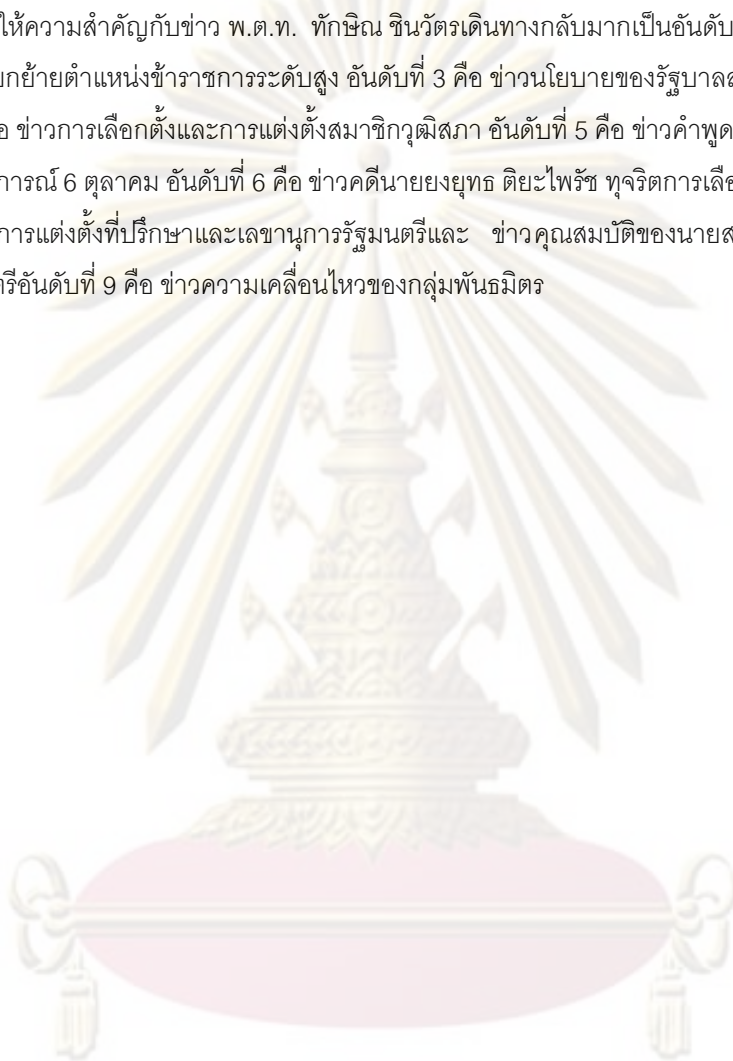 ให้ความสำคัญกับข่าว พ.ต.ท. ทักษิณ ชินวัตรเดินทางกลับมากเป็นอันดับ
ยกย้ายตำแหน่งข้าราชการระดับสูง อันดับที่ 3 คือ ข่าวนโยบายของรัฐบาล
อ ข่าวการเลือกตั้งและการแต่งตั้งสมาชิกวุฒิสภา อันดับที่ 5 คือ ข่าวคำพูด
การณ์ 6 ตุลาคม อันดับที่ 6 คือ ข่าวคดีนายยงยุทธ ติยะไพรัช ทุจริตการเลือ
การแต่งตั้งที่ปรึกษาและเลขานุการรัฐมนตรีและ ข่าวคุณสมบัติของนายส
ตรีอันดับที่ 9 คือ ข่าวความเคลื่อนไหวของกลุ่มพันธมิตร